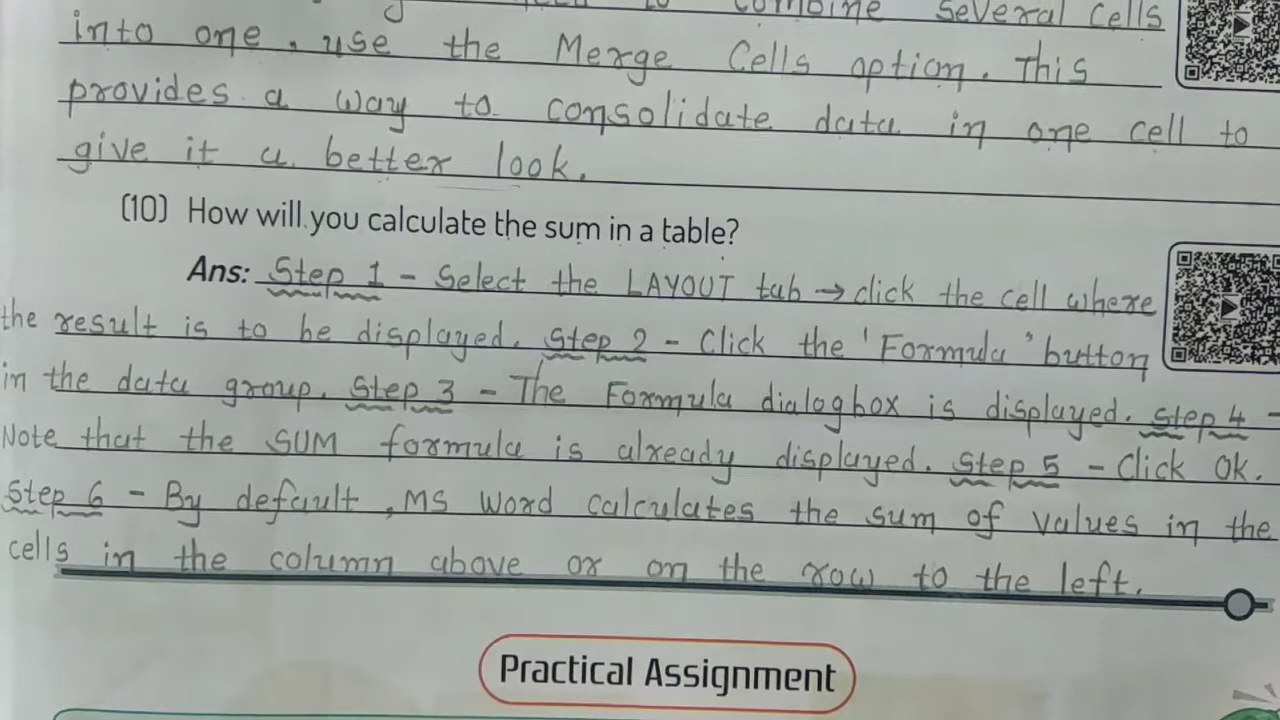 combine several cells
into one, use the Merge Cells option. This
provides a way to consolidate data in one cell to
give it a better look.
(10) How will you calculate the sum in a table?
Ans: Step 1 - Select the LAYOUT tab → click the cell where
the result is to be displayed. Step 2 - Click the 'Formula' button
in the data group. Step 3 - The Formula dialogbox is displayed. Step 4 -
Note that the SUM formula is already displayed. Step 5 - Click OK.
Step 6 - By default, MS Word calculates the sum of values in the
cells in the column above or on the row to the left.
Practical Assignment